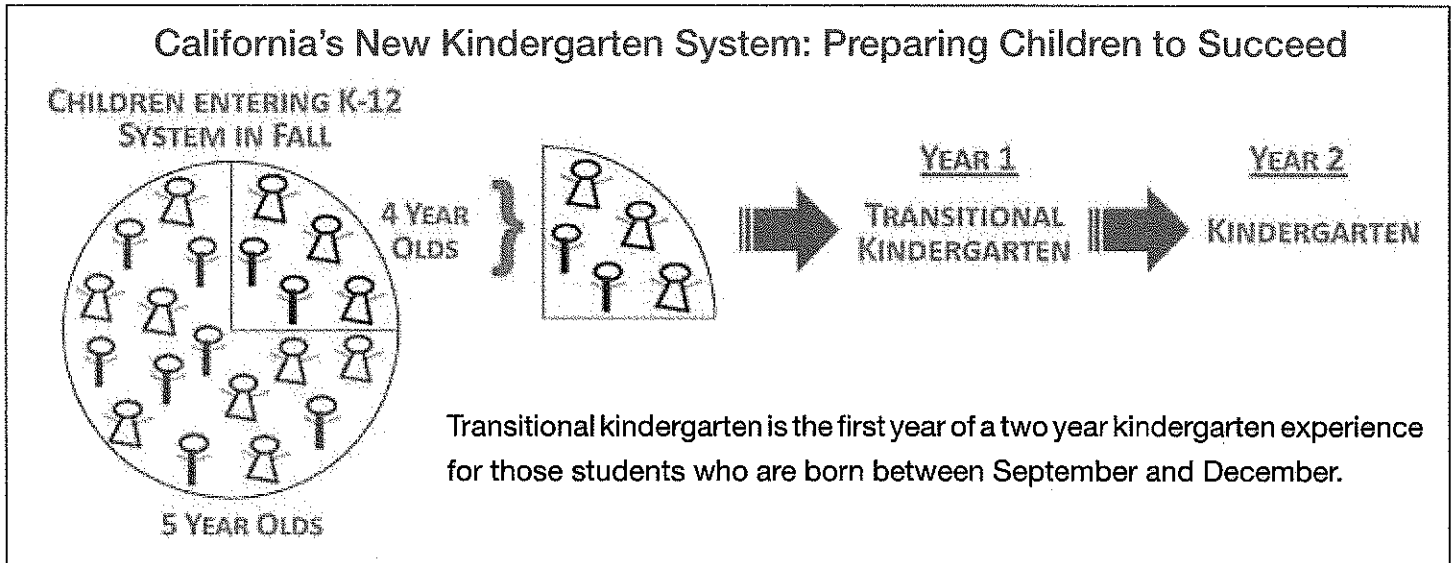 California's New Kindergarten System: Preparing Children to Succeed
CHILDREN ENTERING K-12
SYSTEM IN FALL
4 YEAR
OLDS
YEAR 1
TRANSITIONAL
KINDERGARTEN
YEAR 2
KINDERGARTEN
Transitional kindergarten is the first year of a two year kindergarten experience
for those students who are born between September and December.
5 YEAR OLDS